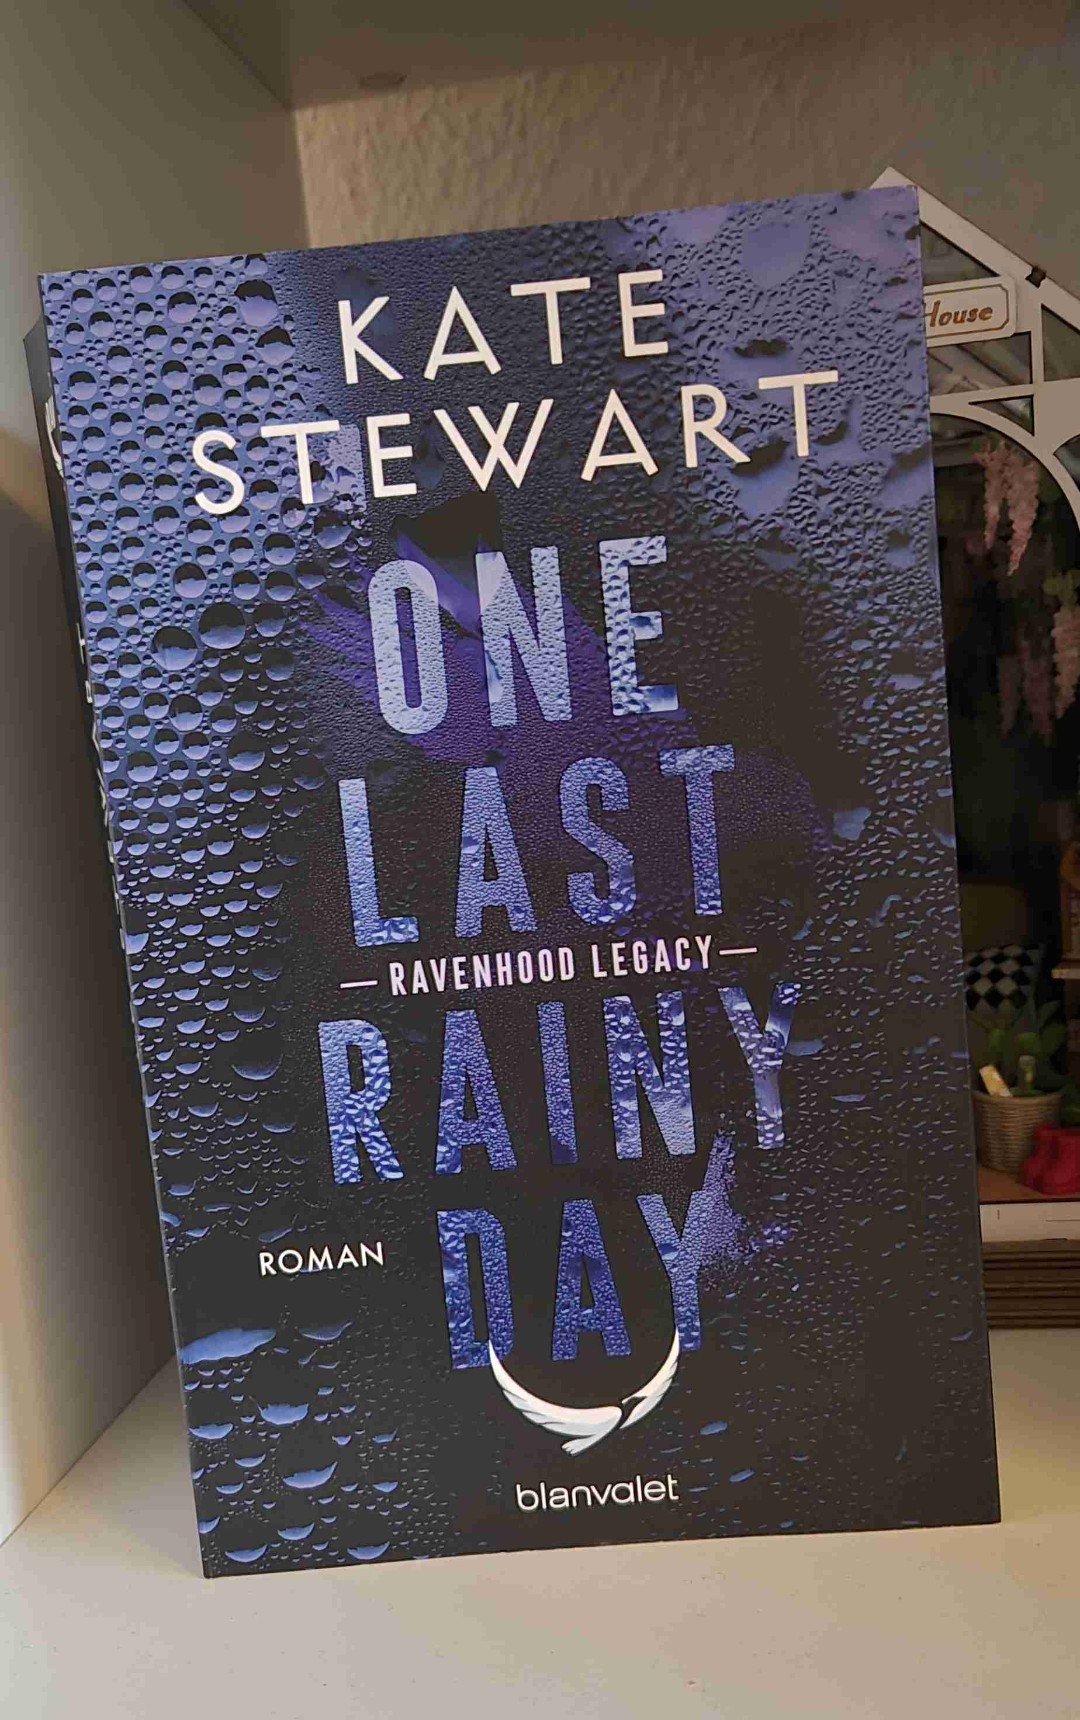 KATE
STEWART
ONE
LAST
— RAVENHOOD LEGACY —
RAINY
DAY
ROMAN
blanvalet
House